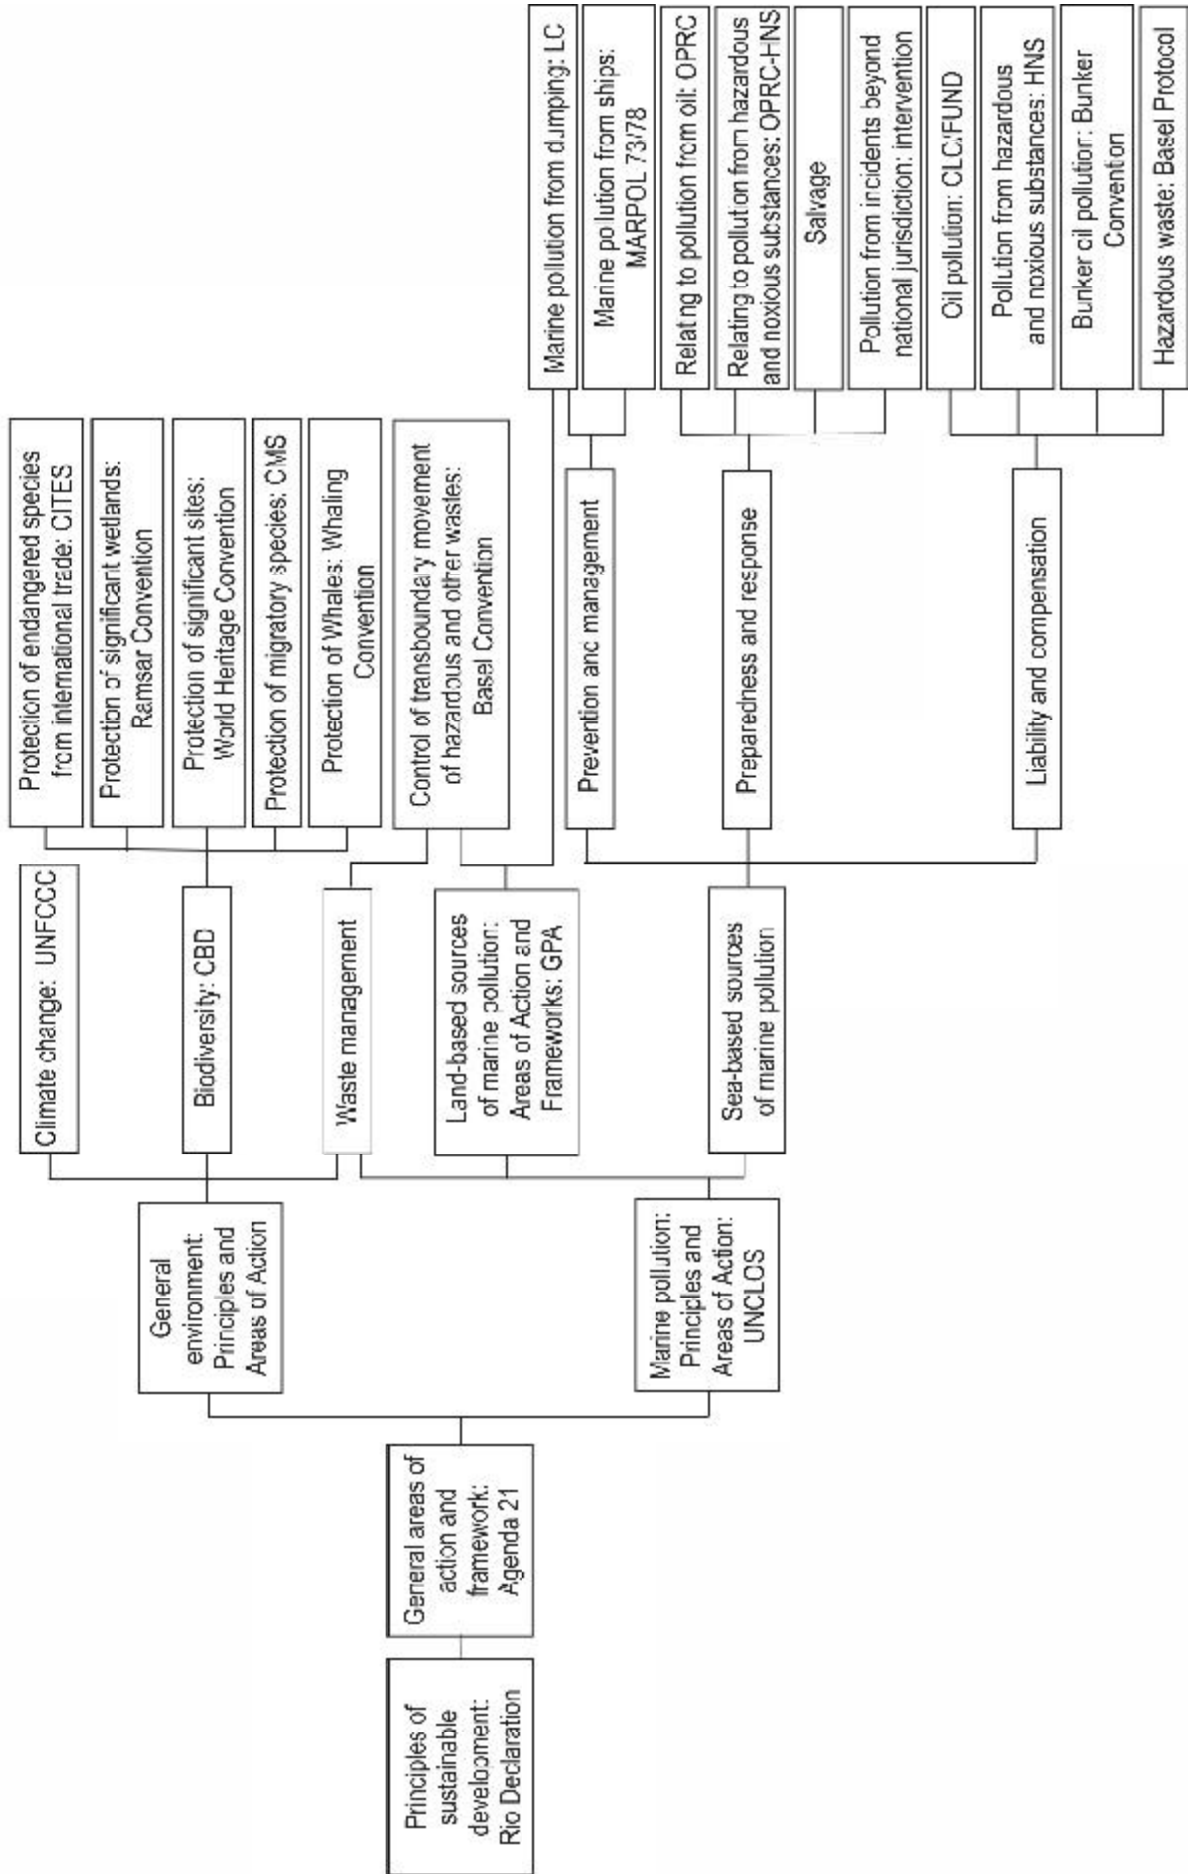 Principles of
sustainable
development:
Rio Declaration
General areas of
action and
framework:
Agenda 21
General
environment:
Principles and
Areas of Action
Marine pollution:
Principles and
Areas of Action:
UNCLOS
Climate change: UNFCCC
Biodiversity: CBD
Waste management
Land-based sources
of marine pollution:
Areas of Action and
Frameworks: GPA
Sea-based sources
of marine pollution
Protection of endangered species
from international trade: CITES
Protection of significant wetlands:
Ramsar Convention
Protection of significant sites:
World Heritage Convention
Protection of migratory species: CMS
Protection of Whales: Whaling
Convention
Control of transboundary movement
of hazardous and other wastes:
Basel Convention
Prevention and management
Preparedness and response
Liability and compensation
Marine pollution from dumping: LC
Marine pollution from ships:
MARPOL 73/78
Relating to pollution from oil: OPRC
Relating to pollution from hazardous
and noxious substances: OPRC-HNS
Salvage
Pollution from incidents beyond
national jurisdiction: intervention
Oil pollution: CLC/FUND
Pollution from hazardous
and noxious substances: HNS
Bunker oil pollution: Bunker
Convention
Hazardous waste: Basel Protocol